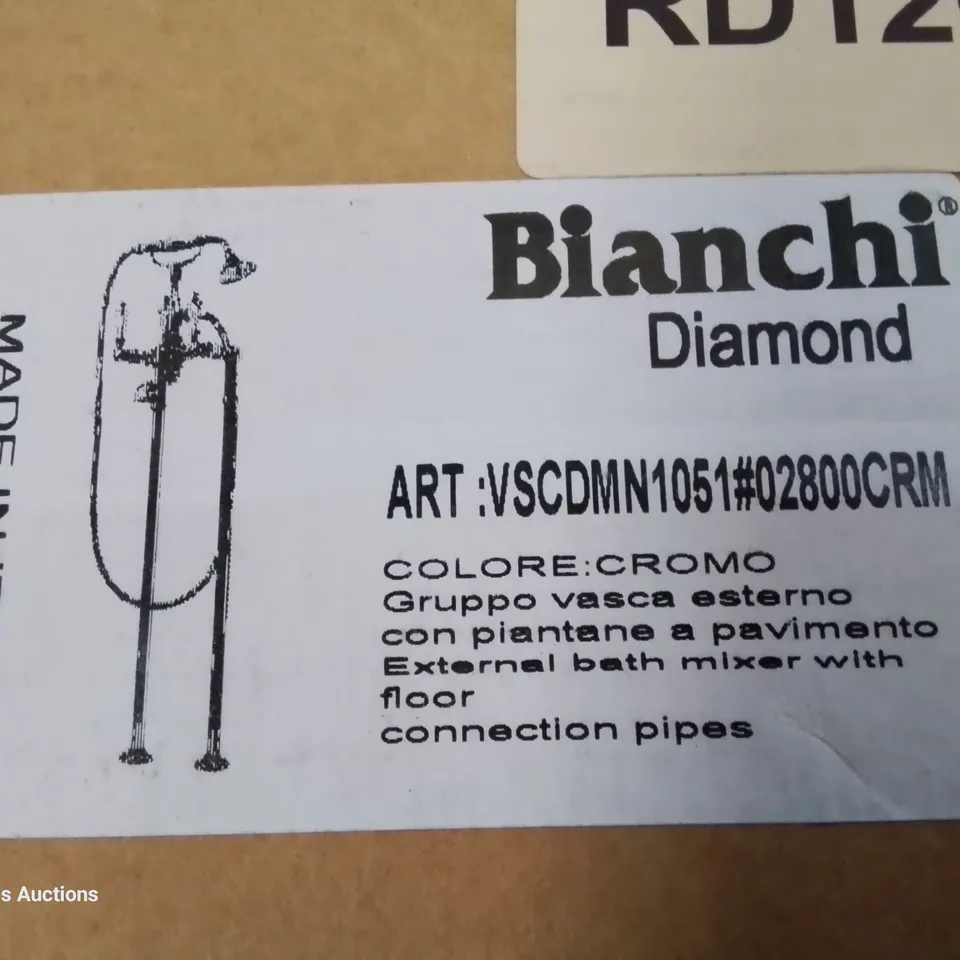 Bianchi®
Diamond
MADE IN
ART :VSCDMN1051#02800CRM
COLORE:CROMO
Gruppo vasca esterno
con piantane a pavimento
External bath mixer with
floor
connection pipes
s Auctions